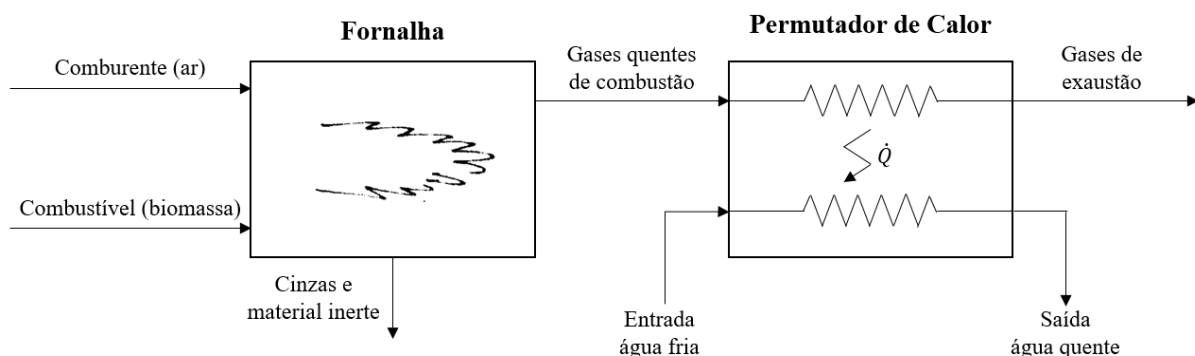 Fornalha
Permutador de Calor
Comburente (ar)
Gases quentes
de combustão
Gases de
exaustão
Q̇
Combustível (biomassa)
Cinzas e
material inerte
Entrada
água fria
Saída
água quente